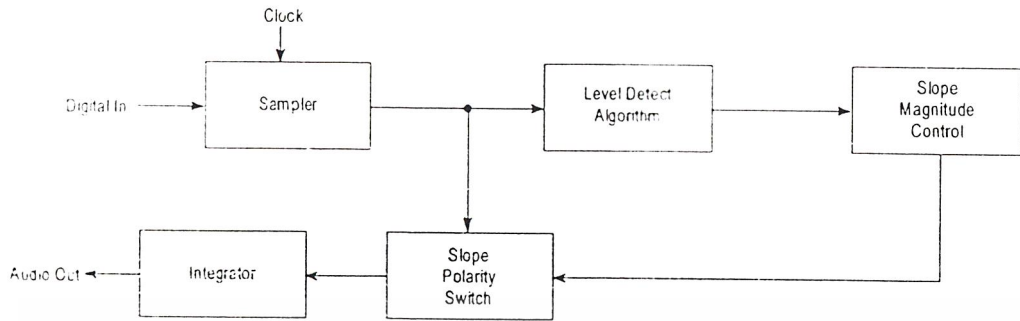 Clock
Digital In
Sampler
Level Detect
Algorithm
Slope
Magnitude
Control
Audio Out
Integrator
Slope
Polarity
Switch